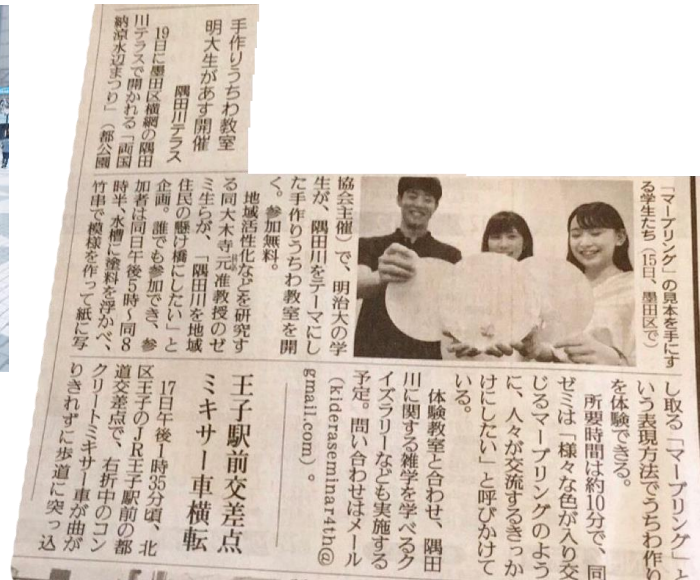 手作りうちわ教室
明大生があす開催
隅田川テラス
19日に墨田区横網の隅田
川テラスで開かれる「両国
納涼水辺まつり」（都公園
「マーブリング」の見本を手にす
る学生たち（15日、墨田区で）
協会主催）で、明治大の学
生が、隅田川をテーマにし
た手作りうちわ教室を開
く。参加無料。
地域活性化などを研究す
る同大木寺元准教授のゼ
ミ生らが、「隅田川を地域
住民の懸け橋にしたい」と
企画。誰でも参加でき、参
加者は同日午後5時～同8
時半、水槽に塗料を浮かべ、
竹串で模様を作って紙に写
し取る「マーブリング」と
いう表現方法でうちわ作り
を体験できる。
所要時間は約10分で、同
ゼミは「様々な色が入り交
じるマーブリングのよう
に、人々が交流するきっか
けにしたい」と呼びかけて
いる。
体験教室と合わせ、隅田
川に関する雑学を学べるク
イズラリーなども実施する
予定。問い合わせはメール
（kideraseminar4th@
gmail.com）。
王子駅前交差点
ミキサー車横転
17日午後1時35分頃、北
区王子のJR王子駅前の都
道交差点で、右折中のコン
クリートミキサー車が曲が
りきれずに歩道に突っ込